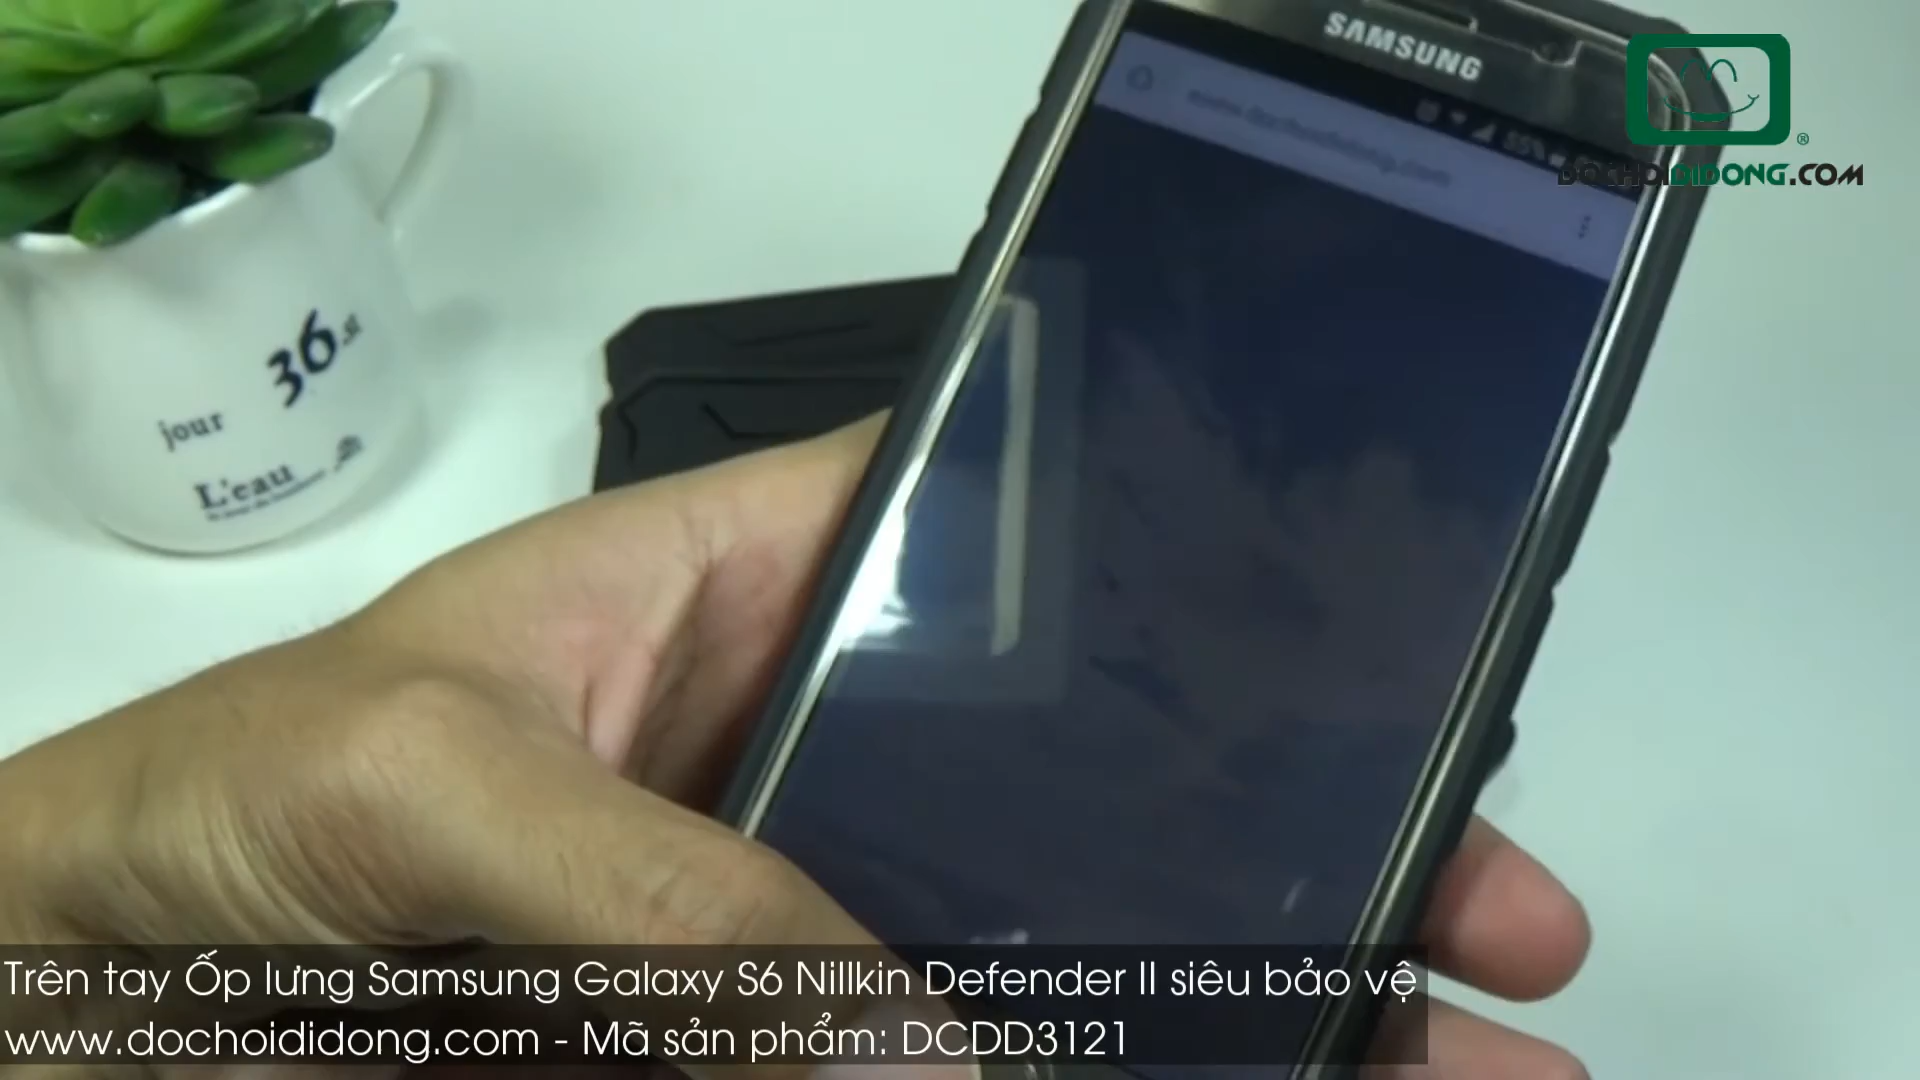 SAMSUNG
55%
DOCHOIDIDONG.COM
®
36
jour
L'eau
Trên tay Ốp lưng Samsung Galaxy S6 Nillkin Defender II siêu bảo vệ
www.dochoididong.com - Mã sản phẩm: DCDD3121